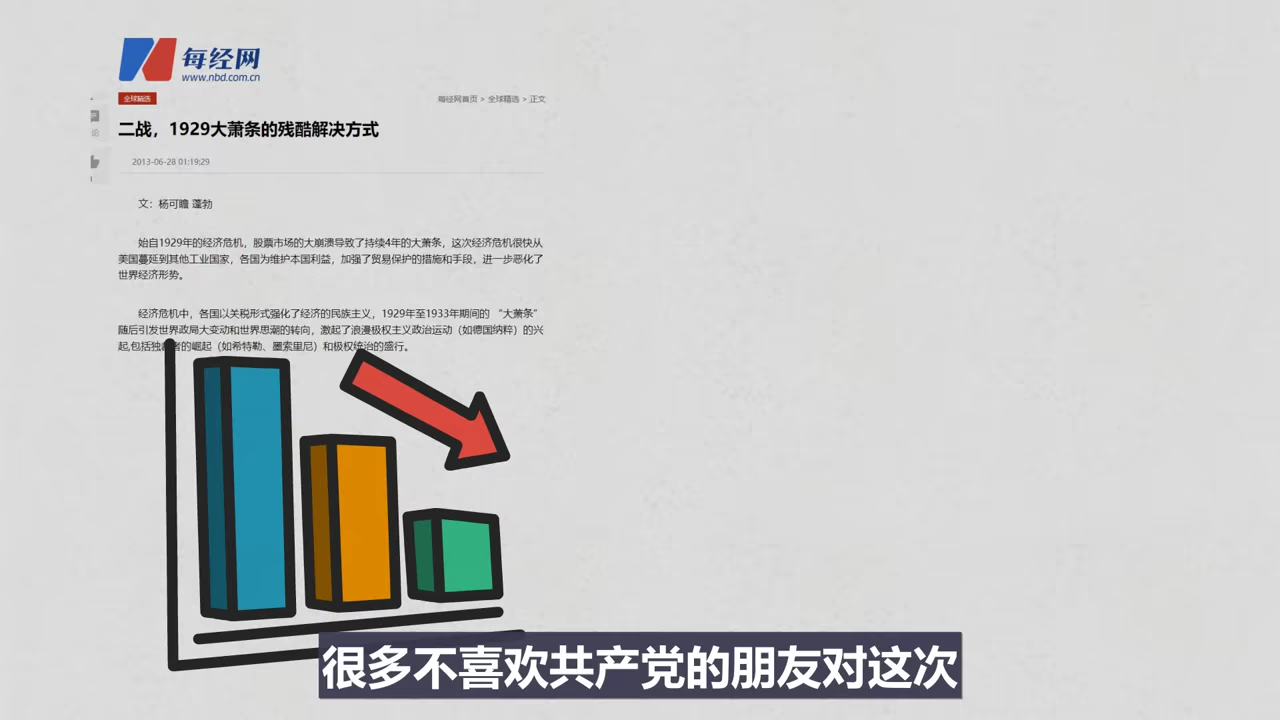 每经网
www.nbd.com.cn
全球精选
每经网首页 > 全球精选 > 正文
论
二战，1929大萧条的残酷解决方式
2013-06-28 01:19:29
文：杨可瞻 蓬勃
始自1929年的经济危机，股票市场的大崩溃导致了持续4年的大萧条，这次经济危机很快从
美国蔓延到其他工业国家，各国为维护本国利益，加强了贸易保护的措施和手段，进一步恶化了
世界经济形势。
经济危机中，各国以关税形式强化了经济的民族主义，1929年至1933年期间的 “大萧条”
随后引发世界政局大变动和世界思潮的转向，激起了浪漫极权主义政治运动（如德国纳粹）的兴
起,包括独裁者的崛起（如希特勒、墨索里尼）和极权统治的盛行。
很多不喜欢共产党的朋友对这次